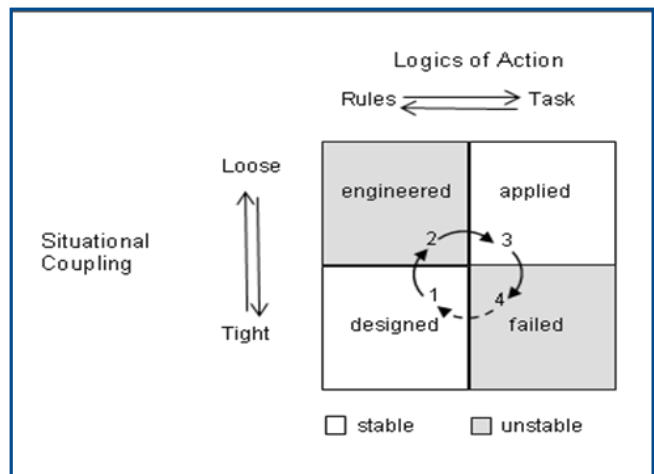 Logics of Action
Rules Task
Loose
engineered applied
2 3
Situational
Coupling
1 4
Tight
designed failed
stable unstable